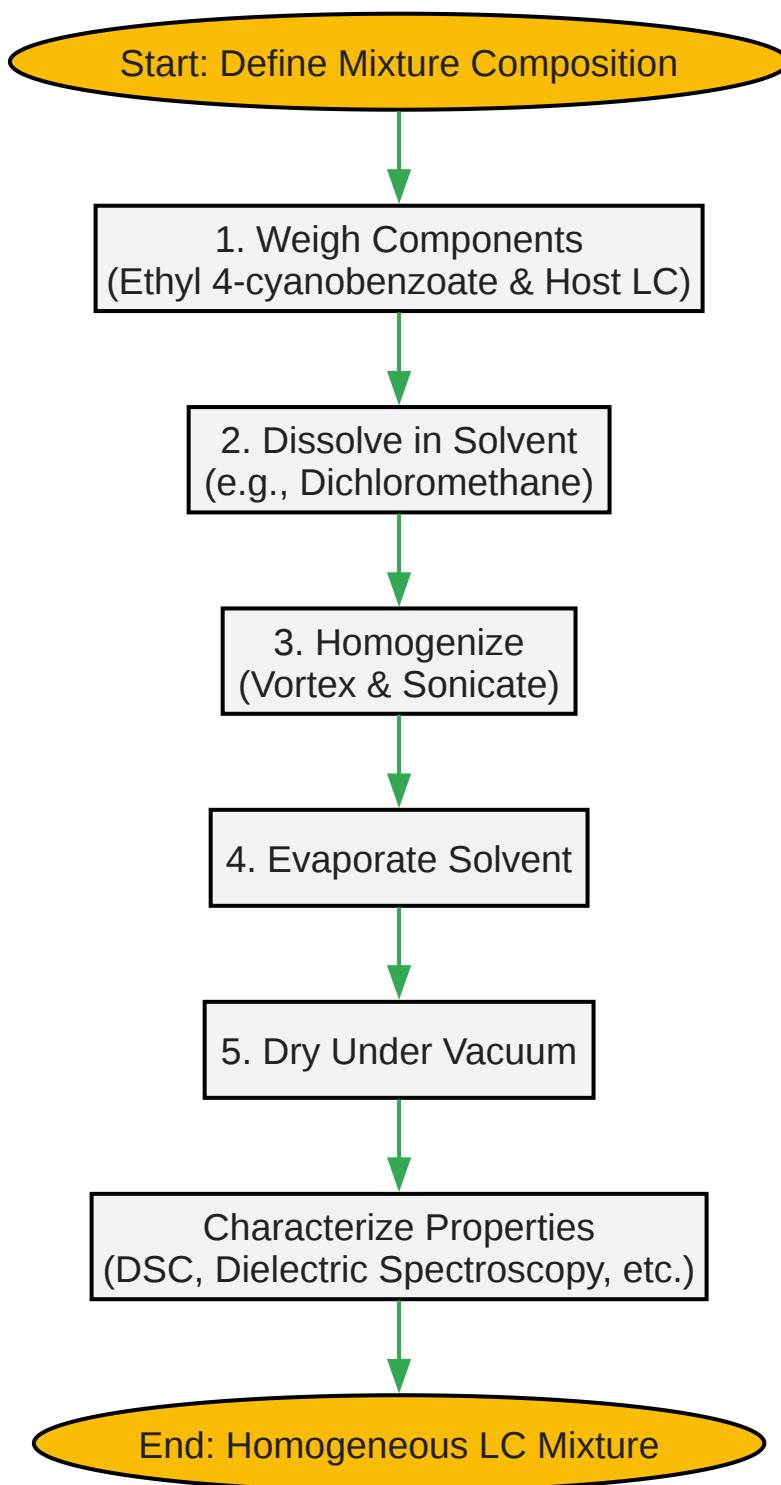 Start: Define Mixture Composition
1. Weigh Components
(Ethyl 4-cyanobenzoate & Host LC)
2. Dissolve in Solvent
(e.g., Dichloromethane)
3. Homogenize
(Vortex & Sonicate)
4. Evaporate Solvent
5. Dry Under Vacuum
Characterize Properties
(DSC, Dielectric Spectroscopy, etc.)
End: Homogeneous LC Mixture